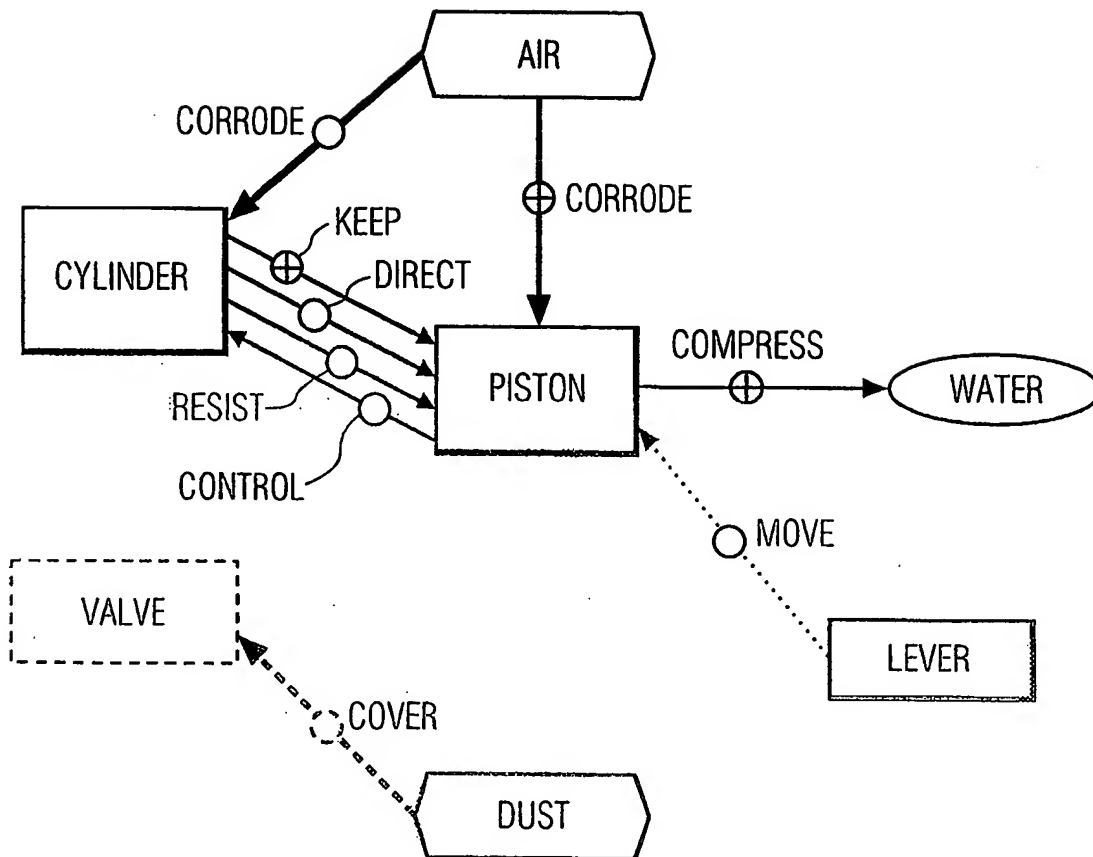 AIR
CORRODE
CORRODE
KEEP
CYLINDER
DIRECT
COMPRESS
PISTON
WATER
RESIST
CONTROL
MOVE
VALVE
LEVER
COVER
DUST